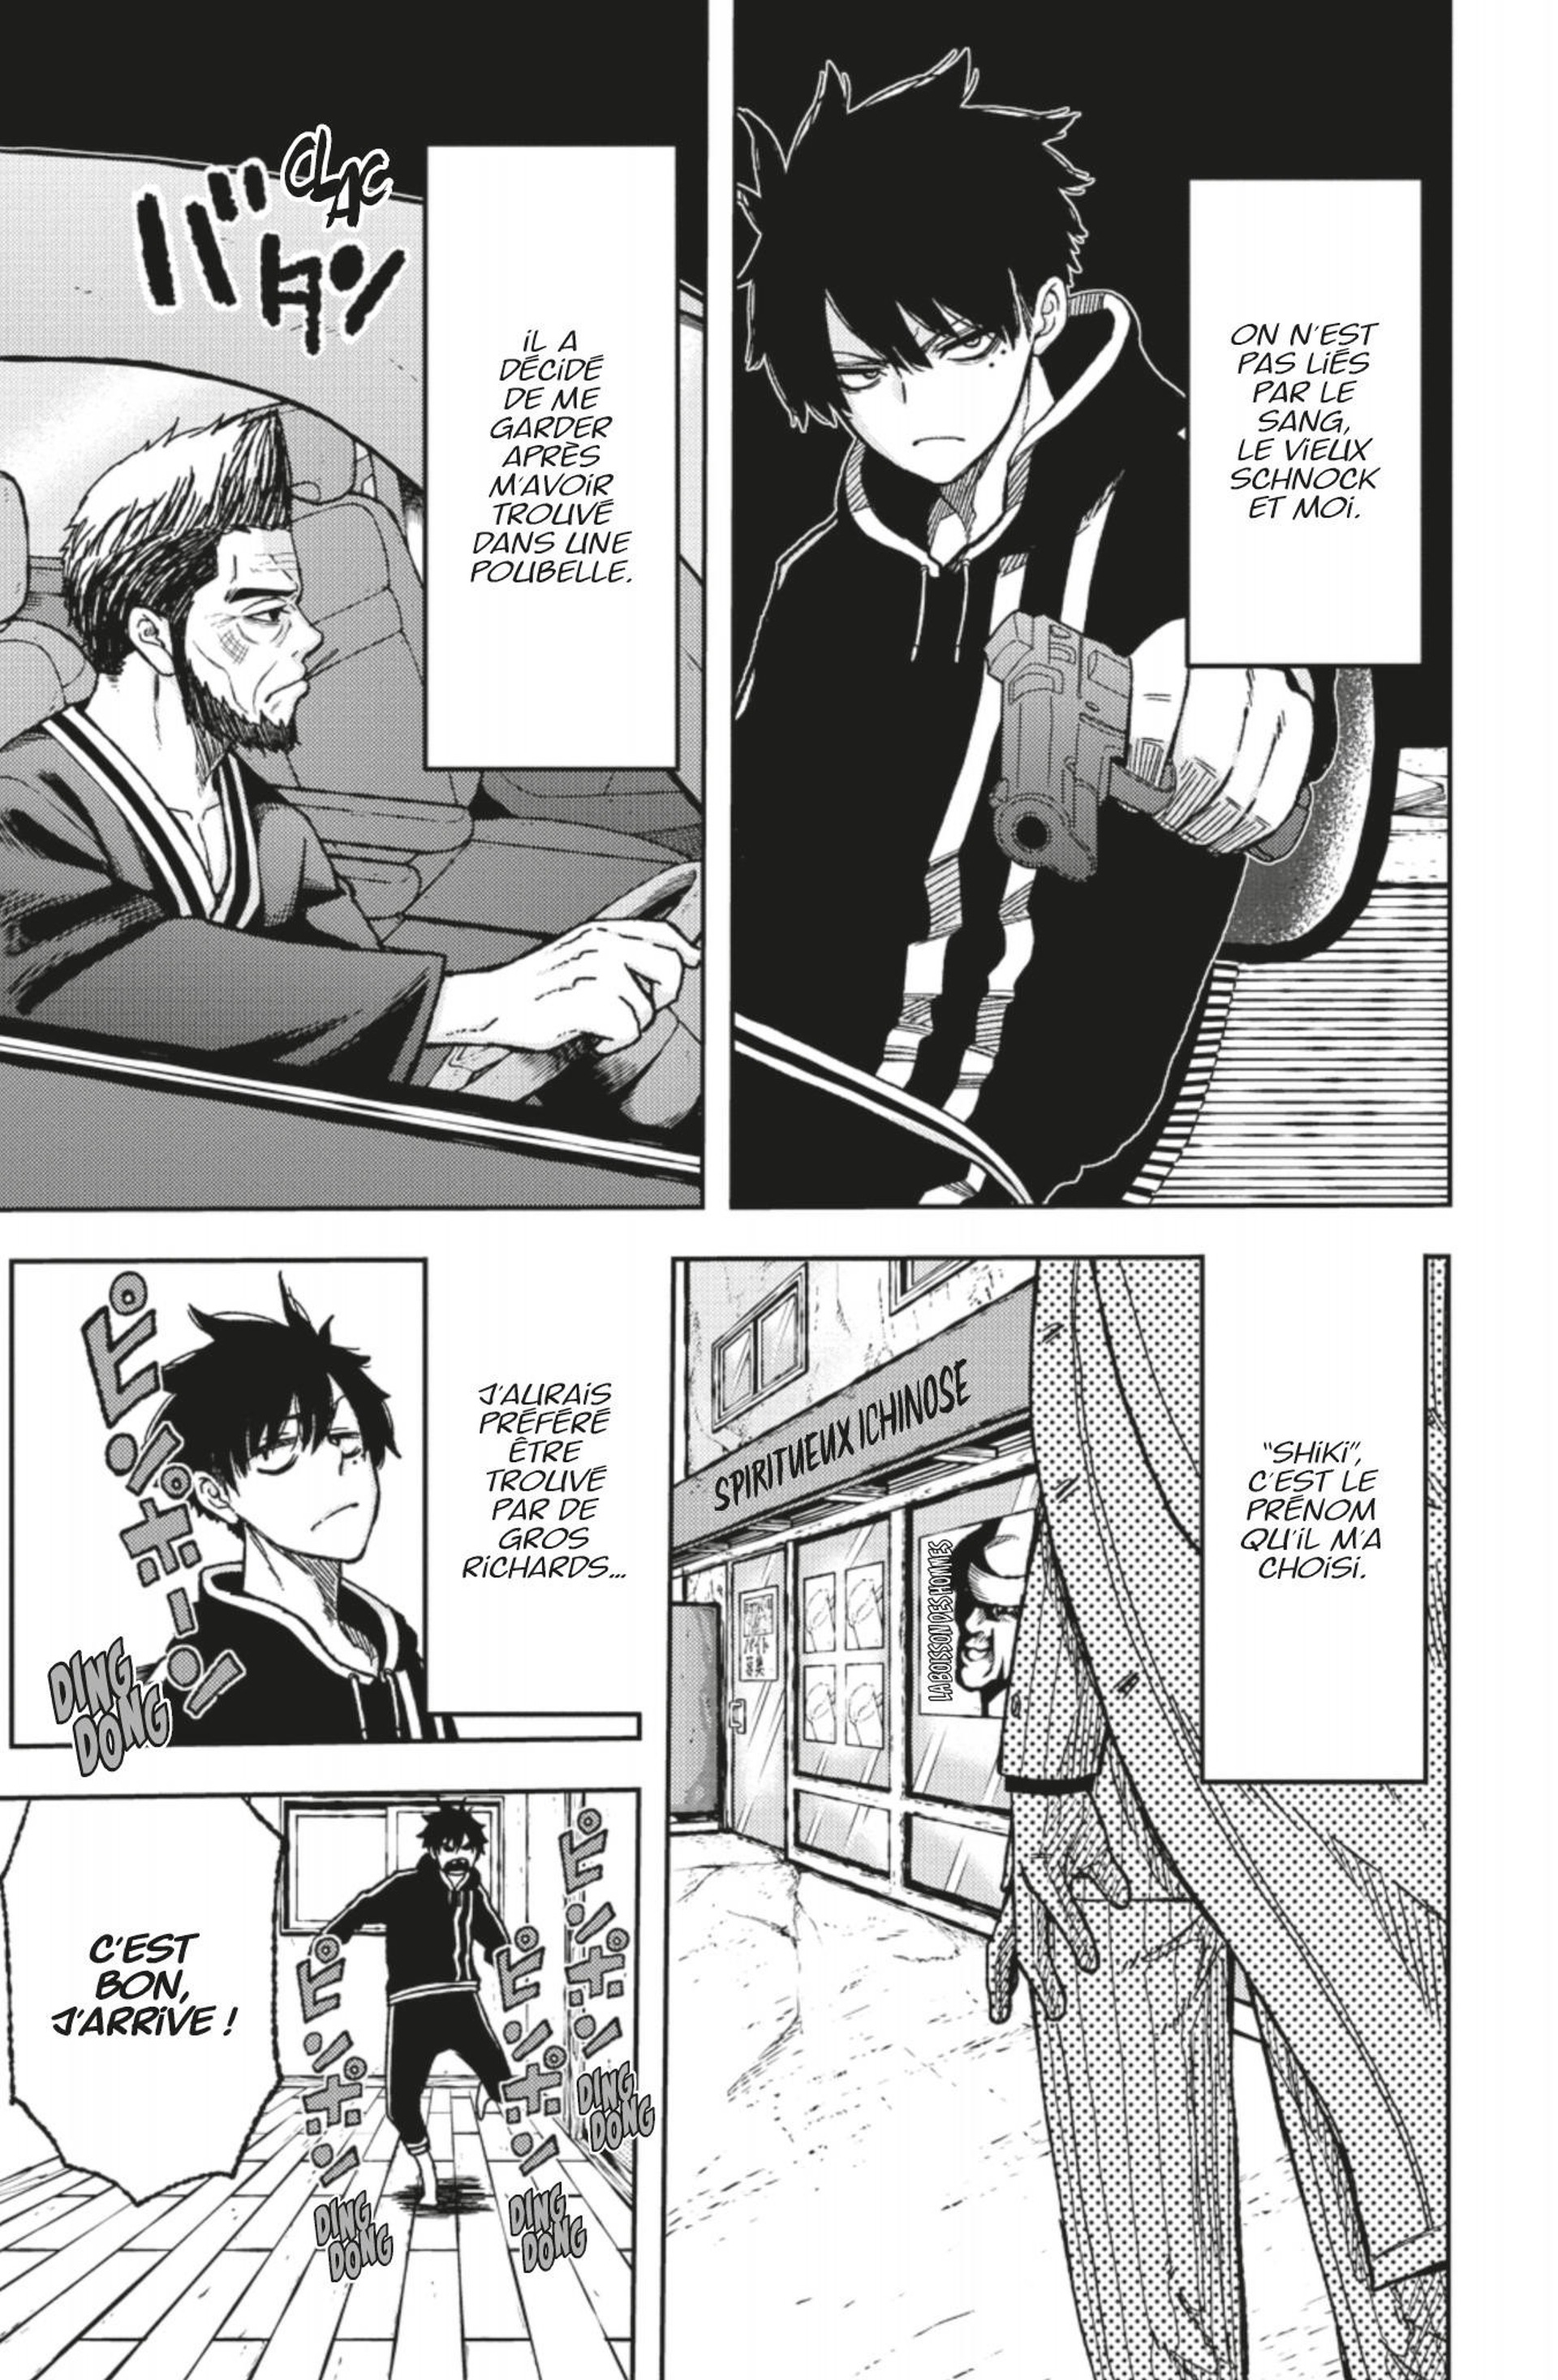 ON N'EST
PAS LIÉS
PAR LE
SANG,
LE VIEUX
SCHNOCK
ET MOI.
IL A
DÉCIDÉ
DE ME
GARDER
APRÈS
M'AVOIR
TROUVÉ
DANS UNE
POUBELLE.
CLAC
バタン
SPIRITUEUX ICHINOSE
LA BOISSON DES HOMMES
"SHIKI",
C'EST LE
PRÉNOM
QU'IL M'A
CHOISI.
J'AURAIS
PRÉFÉRÉ
ÊTRE
TROUVÉ
PAR DE
GROS
RICHARDS...
ピンポーン
DING
DONG
C'EST
BON,
J'ARRIVE !
ピンポン
DING
DONG
ピンポン
DING
DONG
ピンポン
DING
DONG